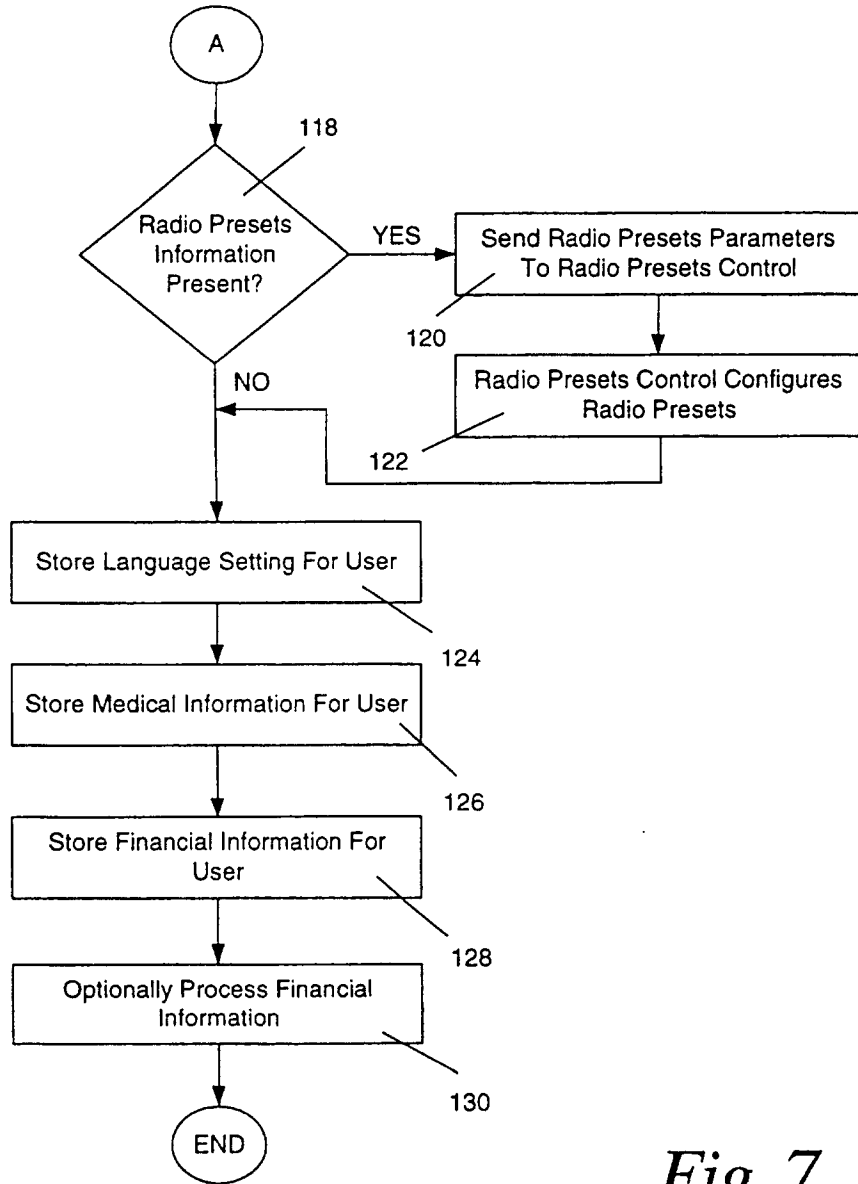 A
118
Radio Presets
Information
Present?
YES
Send Radio Presets Parameters
To Radio Presets Control
120
NO
Radio Presets Control Configures
Radio Presets
122
Store Language Setting For User
124
Store Medical Information For User
126
Store Financial Information For
User
128
Optionally Process Financial
Information
130
END
Fig. 7